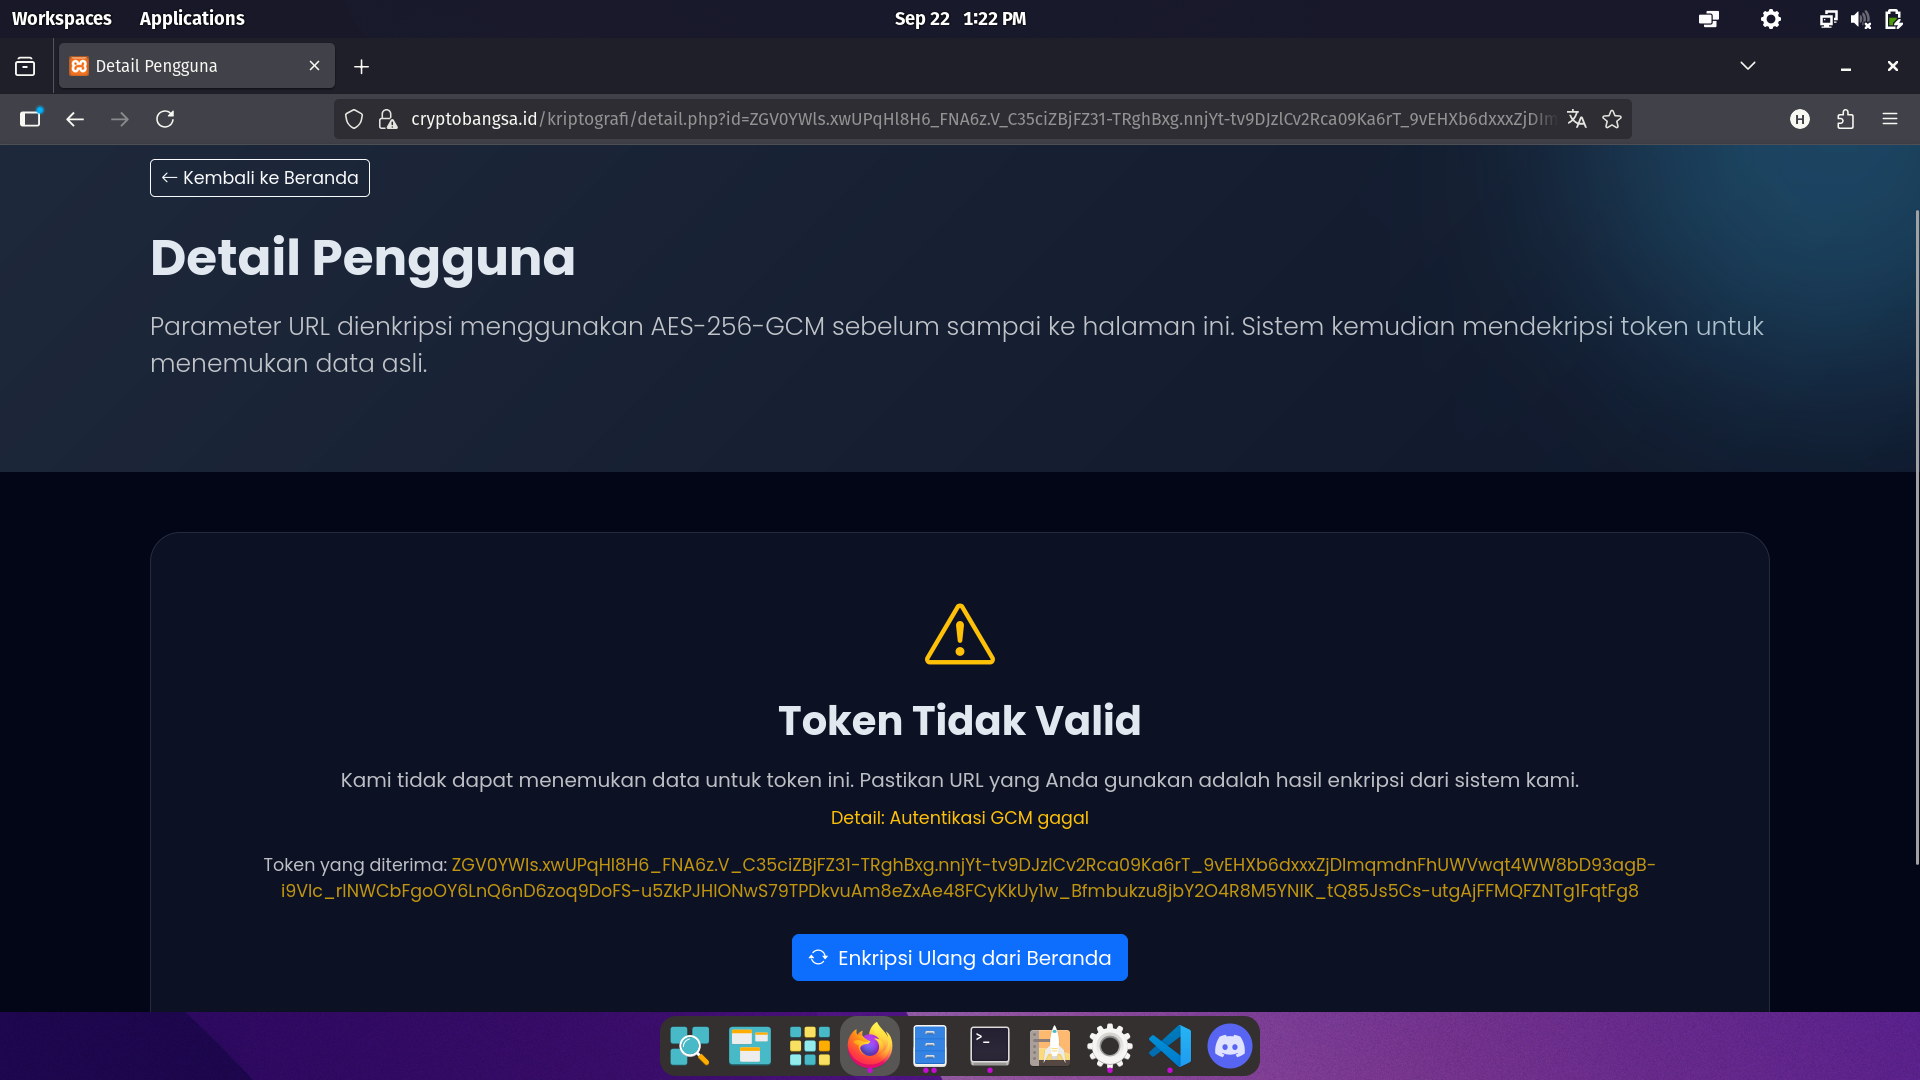 Workspaces Applications Sep 22 1:22 PM
Detail Pengguna
cryptobangsa.id/kriptografi/detail.php?id=ZGV0YWls.xwUPqHl8H6_FNA6z.V_C35ciZBjFZ31-TRghBxg.nnjYt-tv9DJzlCv2Rca09Ka6rT_9vEHXb6dxxxZjDIm
H
← Kembali ke Beranda
Detail Pengguna
Parameter URL dienkripsi menggunakan AES-256-GCM sebelum sampai ke halaman ini. Sistem kemudian mendekripsi token untuk
menemukan data asli.
Token Tidak Valid
Kami tidak dapat menemukan data untuk token ini. Pastikan URL yang Anda gunakan adalah hasil enkripsi dari sistem kami.
Detail: Autentikasi GCM gagal
Token yang diterima: ZGV0YWls.xwUPqHl8H6_FNA6z.V_C35ciZBjFZ31-TRghBxg.nnjYt-tv9DJzlCv2Rca09Ka6rT_9vEHXb6dxxxZjDImqmdnFhUWVwqt4WW8bD93agB-
i9VIc_rINWCbFgoOY6LnQ6nD6zoq9DoFS-u5ZkPJHIONwS79TPDkvuAm8eZxAe48FCyKkUy1w_Bfmbukzu8jbY2O4R8M5YNIK_tQ85Js5Cs-utgAjFFMQFZNTg1FqtFg8
Enkripsi Ulang dari Beranda